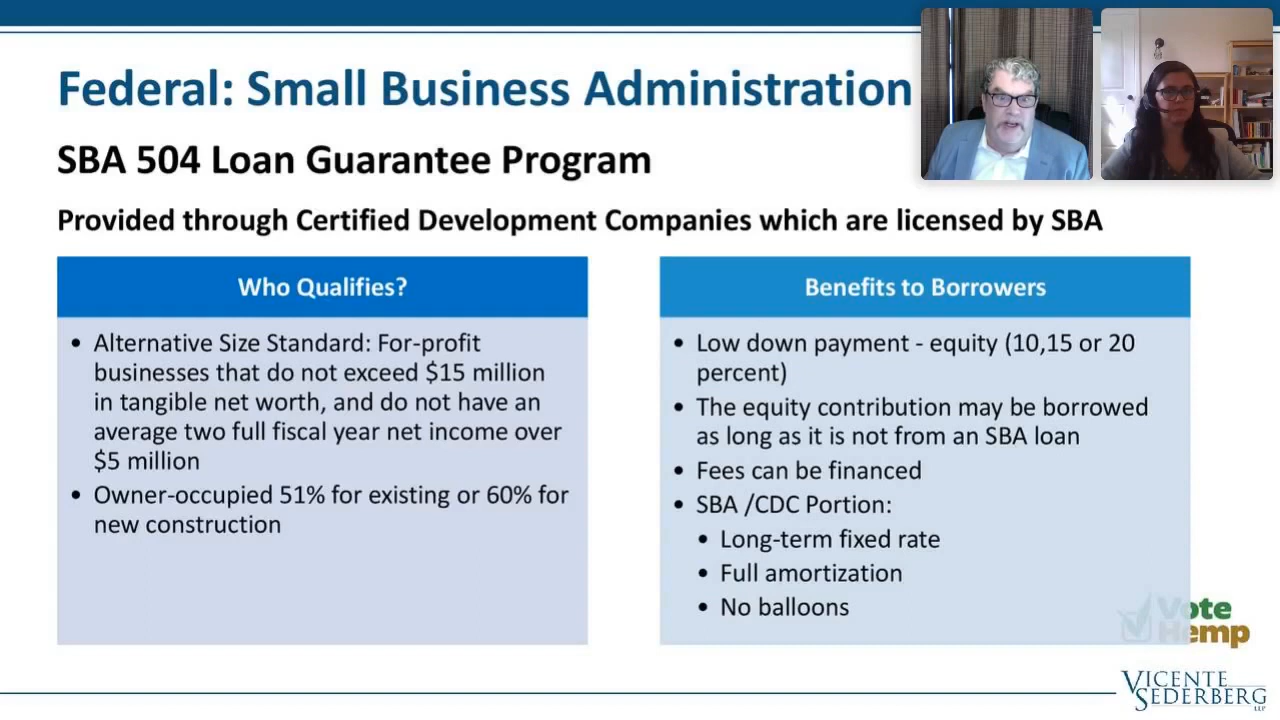 Federal: Small Business Administration
SBA 504 Loan Guarantee Program
Provided through Certified Development Companies which are licensed by SBA
Who Qualifies?
• Alternative Size Standard: For-profit
businesses that do not exceed $15 million
in tangible net worth, and do not have an
average two full fiscal year net income over
$5 million
• Owner-occupied 51% for existing or 60% for
new construction
Benefits to Borrowers
• Low down payment - equity (10,15 or 20
percent)
• The equity contribution may be borrowed
as long as it is not from an SBA loan
• Fees can be financed
• SBA /CDC Portion:
• Long-term fixed rate
• Full amortization
• No balloons
Vote
Hemp
VICENTE
SEDERBERG
LLP